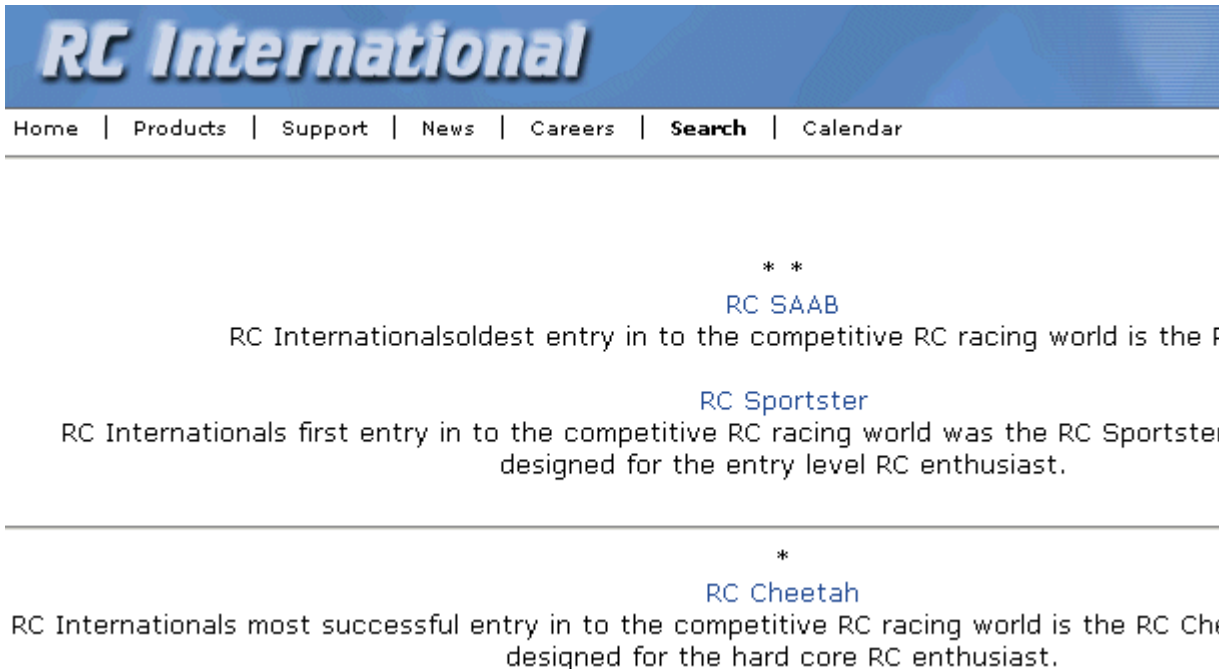 RC International
Home | Products | Support | News | Careers | Search | Calendar
* *
RC SAAB
RC Internationalsoldest entry in to the competitive RC racing world is the
RC Sportster
RC Internationals first entry in to the competitive RC racing world was the RC Sportster
designed for the entry level RC enthusiast.
*
RC Cheetah
RC Internationals most successful entry in to the competitive RC racing world is the RC Che
designed for the hard core RC enthusiast.